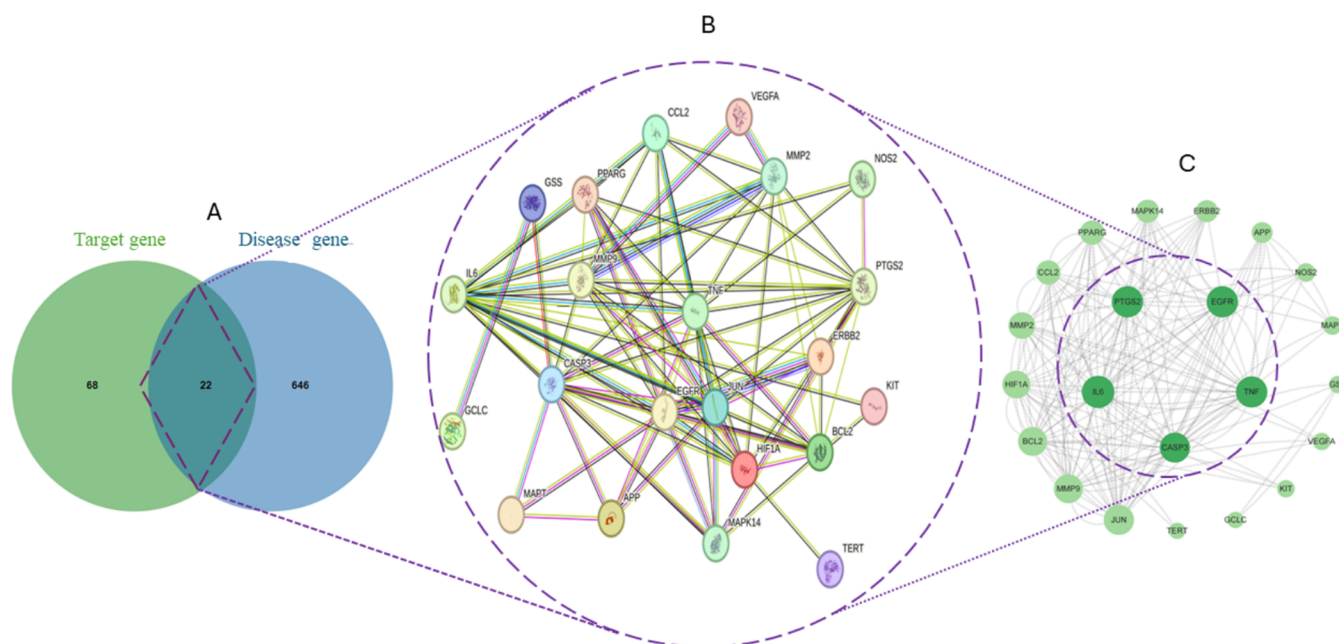 A
Target gene
Disease gene
68
22
646
B
VEGFA
CCL2
MMP2
NOS2
PPARG
GSS
MMP9
IL6
PTGS2
TNF
ERBB2
CASP3
EGFR
JUN
KIT
GCLC
BCL2
HIF1A
MAPT
APP
MAPK14
TERT
C
MAPK14
ERBB2
PPARG
APP
CCL2
NOS2
PTGS2
EGFR
MMP2
MAP
HIF1A
IL6
TNF
GS
BCL2
CASP3
VEGFA
MMP9
KIT
JUN
GCLC
TERT